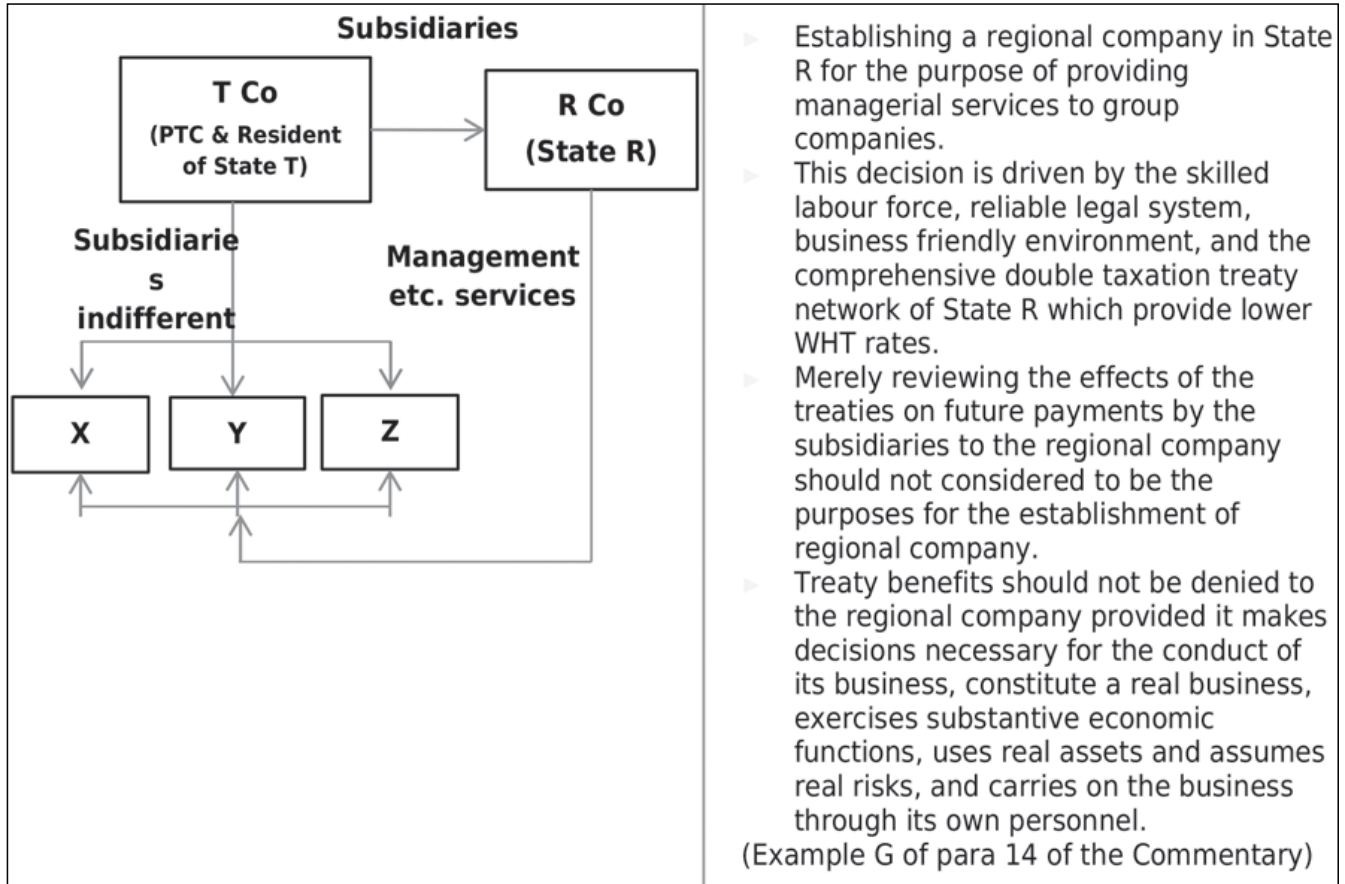 Subsidiaries
T Co
(PTC & Resident
of State T)
R Co
(State R)
Subsidiarie
s
indifferent
Management
etc. services
X
Y
Z
Establishing a regional company in State
R for the purpose of providing
managerial services to group
companies.
This decision is driven by the skilled
labour force, reliable legal system,
business friendly environment, and the
comprehensive double taxation treaty
network of State R which provide lower
WHT rates.
Merely reviewing the effects of the
treaties on future payments by the
subsidiaries to the regional company
should not considered to be the
purposes for the establishment of
regional company.
Treaty benefits should not be denied to
the regional company provided it makes
decisions necessary for the conduct of
its business, constitute a real business,
exercises substantive economic
functions, uses real assets and assumes
real risks, and carries on the business
through its own personnel.
(Example G of para 14 of the Commentary)